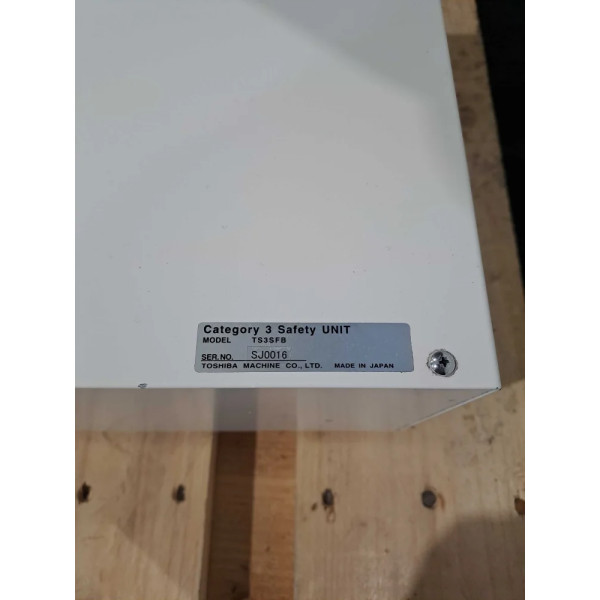 Category 3 Safety UNIT
MODEL TS3SFB
SER.NO. SJ0016
TOSHIBA MACHINE CO.,LTD. MADE IN JAPAN